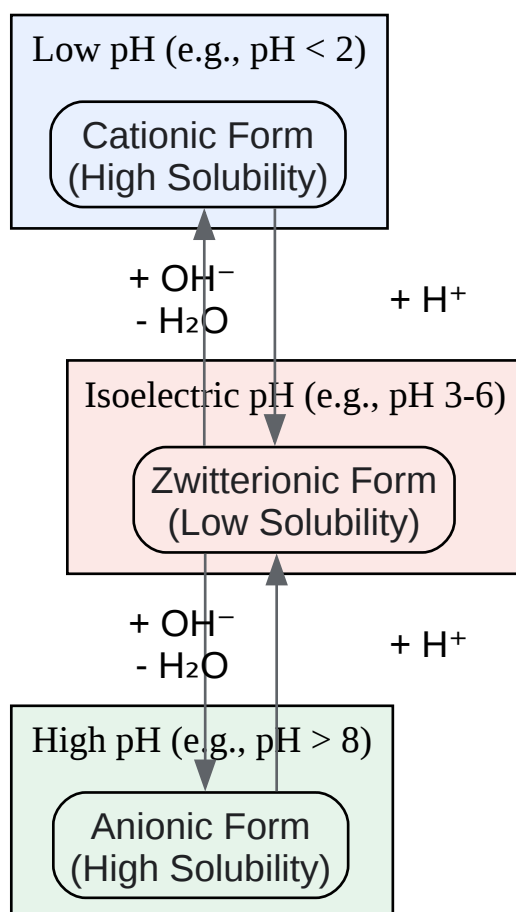 Low pH (e.g., pH < 2)
Cationic Form
(High Solubility)
+ OH⁻
- H₂O
+ H⁺
Isoelectric pH (e.g., pH 3-6)
Zwitterionic Form
(Low Solubility)
+ OH⁻
- H₂O
+ H⁺
High pH (e.g., pH > 8)
Anionic Form
(High Solubility)